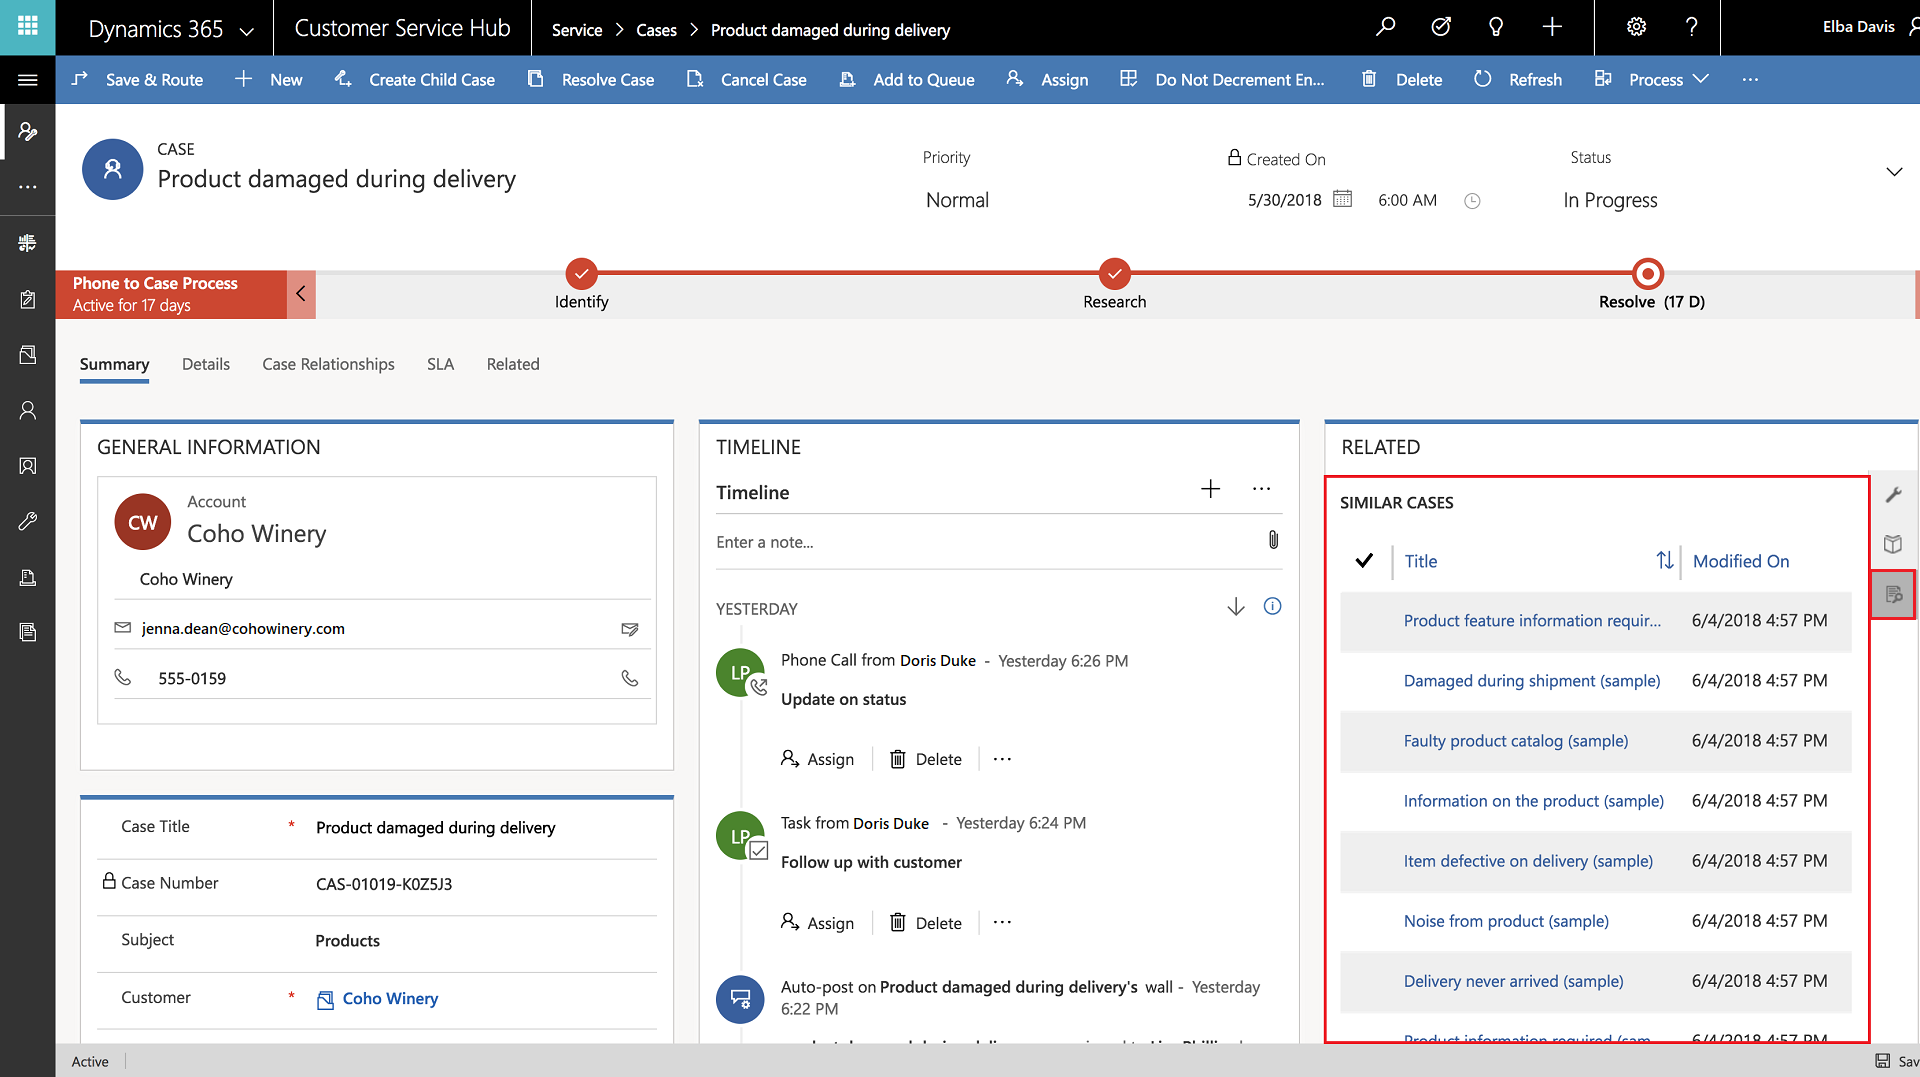 Dynamics 365
Customer Service Hub
Service > Cases > Product damaged during delivery
Elba Davis
Save & Route
New
Create Child Case
Resolve Case
Cancel Case
Add to Queue
Assign
Do Not Decrement En...
Delete
Refresh
Process
CASE
Product damaged during delivery
Priority
Normal
Created On
5/30/2018
6:00 AM
Status
In Progress
Phone to Case Process
Active for 17 days
Identify
Research
Resolve (17 D)
Summary
Details
Case Relationships
SLA
Related
GENERAL INFORMATION
CW
Account
Coho Winery
Coho Winery
jenna.dean@cohowinery.com
555-0159
Case Title * Product damaged during delivery
Case Number CAS-01019-K0Z5J3
Subject Products
Customer * Coho Winery
TIMELINE
Timeline
Enter a note...
YESTERDAY
LP
Phone Call from Doris Duke - Yesterday 6:26 PM
Update on status
Assign
Delete
LP
Task from Doris Duke - Yesterday 6:24 PM
Follow up with customer
Assign
Delete
Auto-post on Product damaged during delivery's wall - Yesterday
6:22 PM
RELATED
SIMILAR CASES
Title Modified On
Product feature information requir... 6/4/2018 4:57 PM
Damaged during shipment (sample) 6/4/2018 4:57 PM
Faulty product catalog (sample) 6/4/2018 4:57 PM
Information on the product (sample) 6/4/2018 4:57 PM
Item defective on delivery (sample) 6/4/2018 4:57 PM
Noise from product (sample) 6/4/2018 4:57 PM
Delivery never arrived (sample) 6/4/2018 4:57 PM
Product information required (sam... 6/4/2018 4:57 PM
Active
Sav